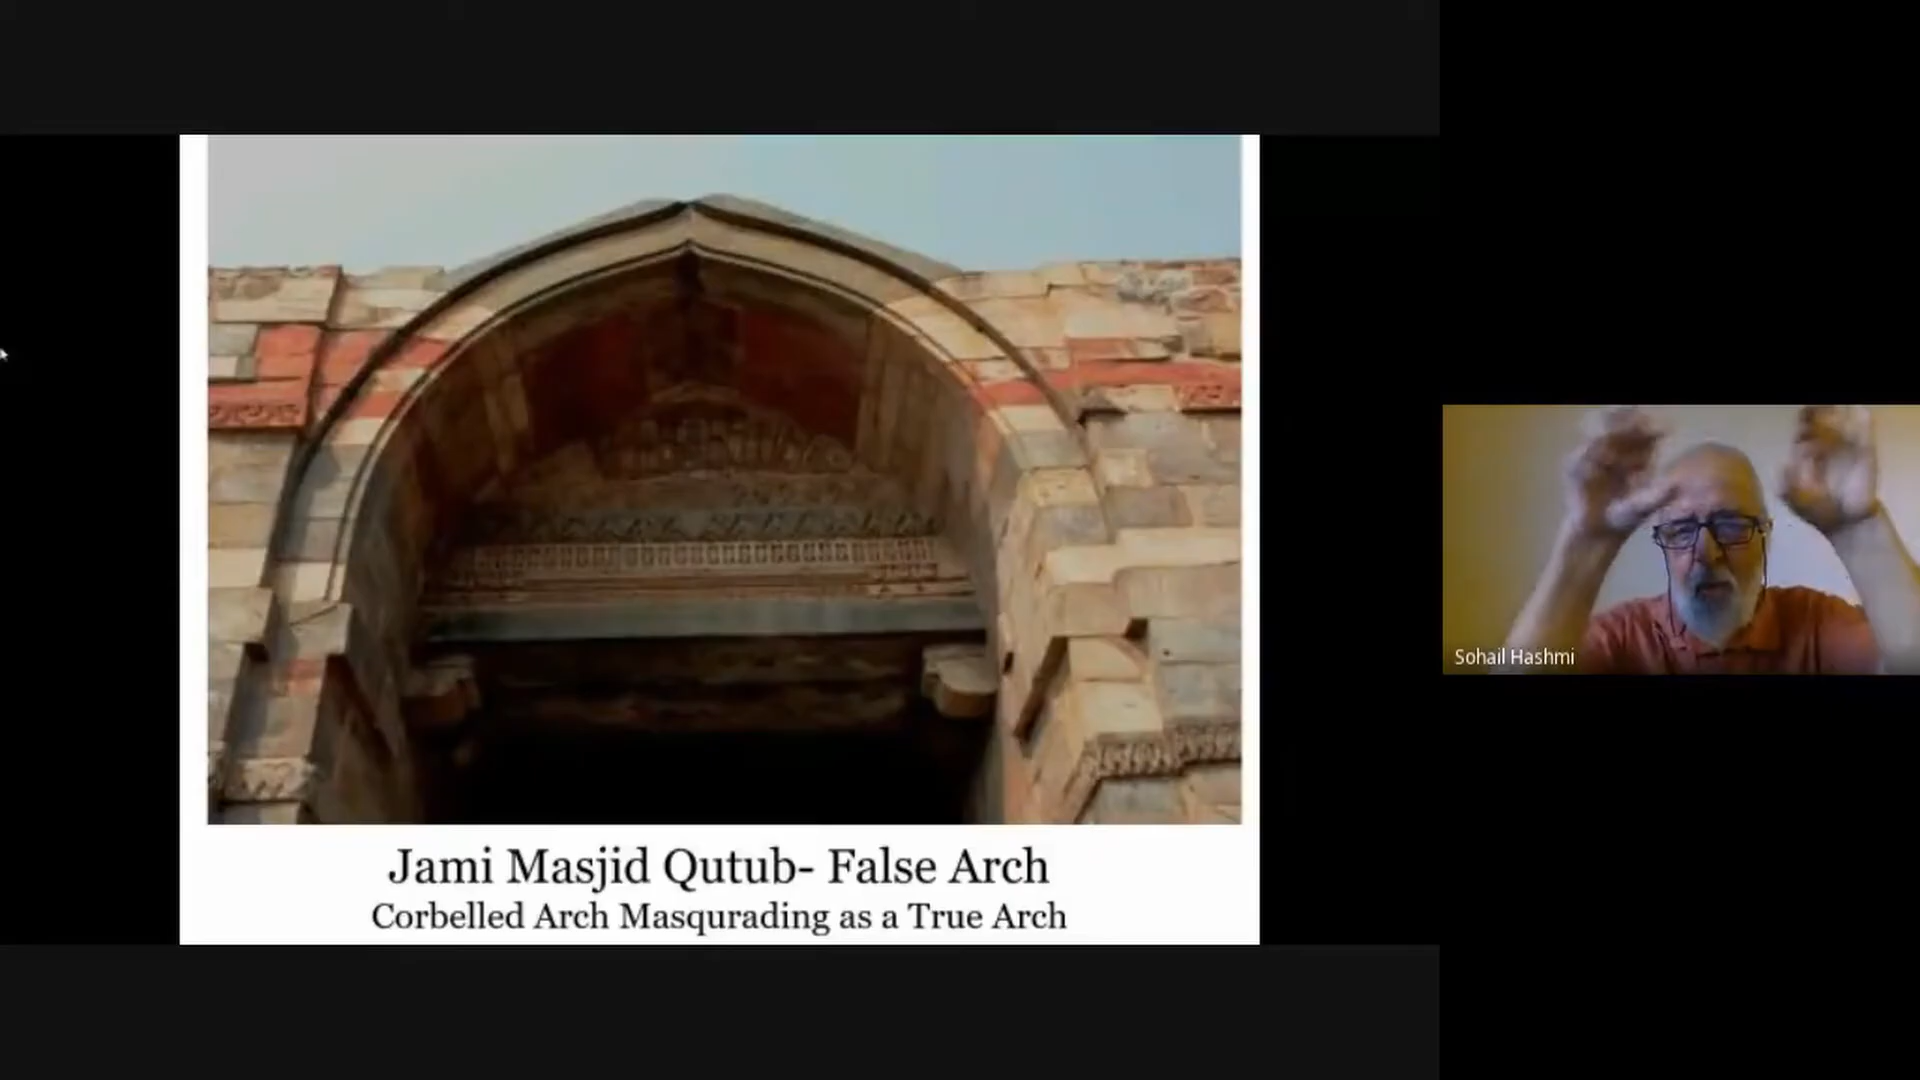 Jami Masjid Qutub- False Arch
Corbelled Arch Masqurading as a True Arch
Sohail Hashmi